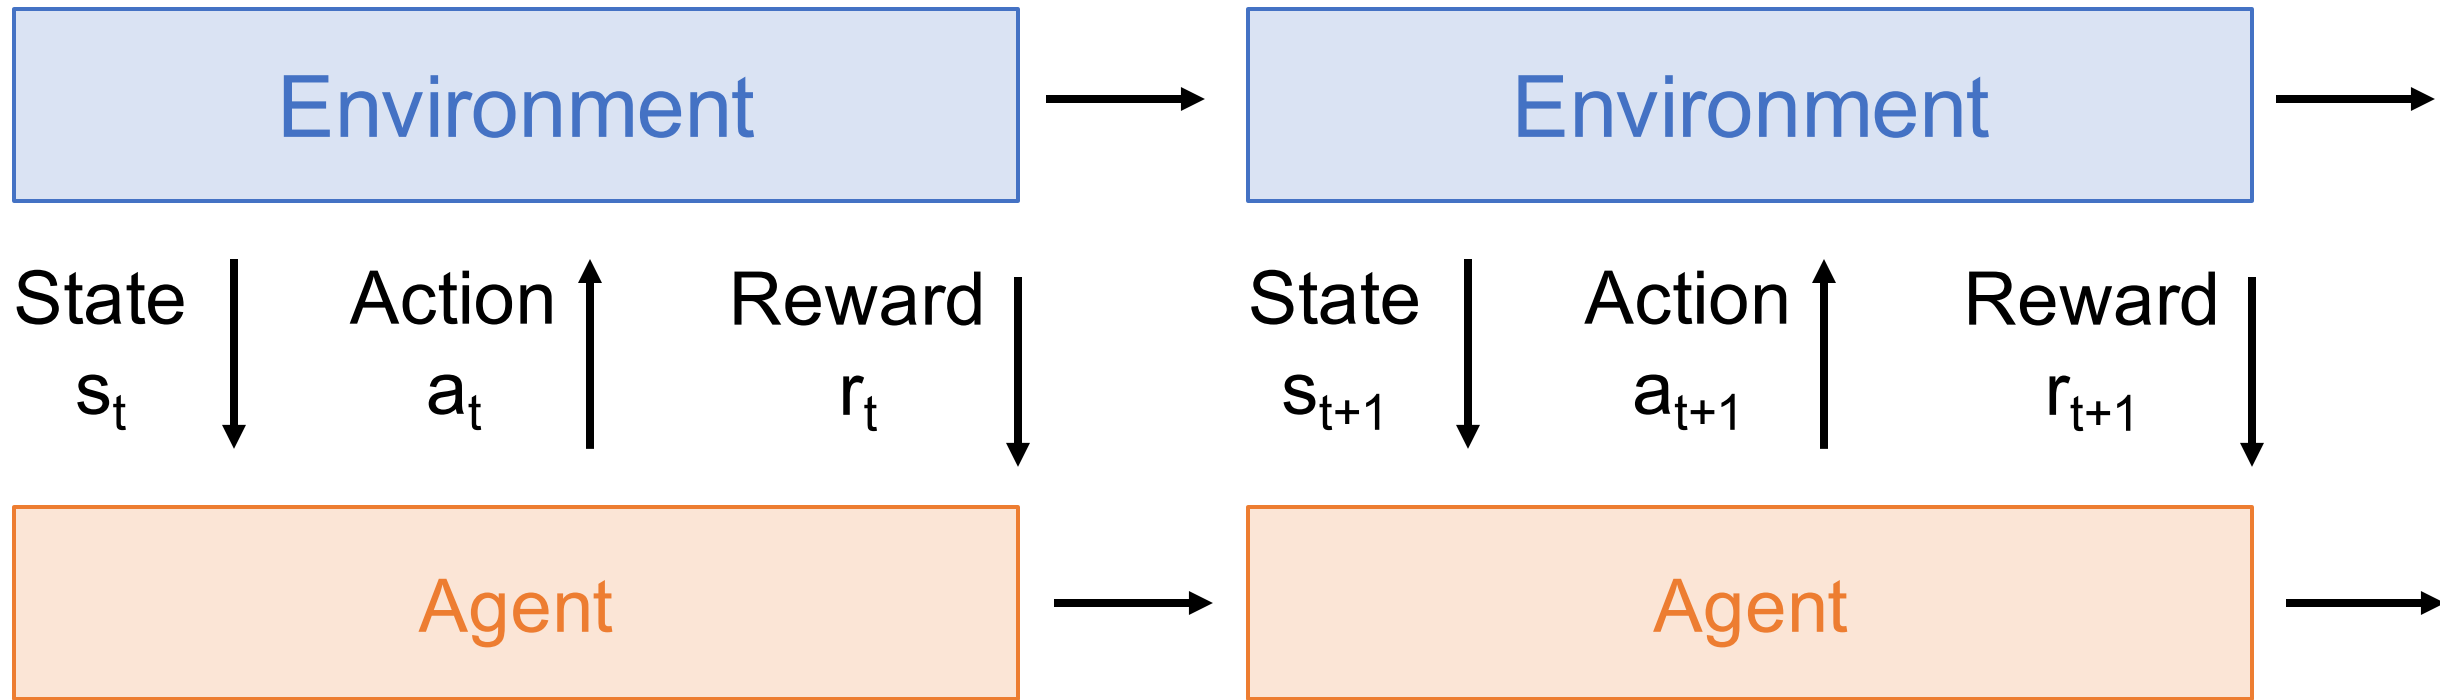 Environment Environment
State Action Reward State Action Reward
sₜ aₜ rₜ sₜ₊₁ aₜ₊₁ rₜ₊₁
Agent Agent